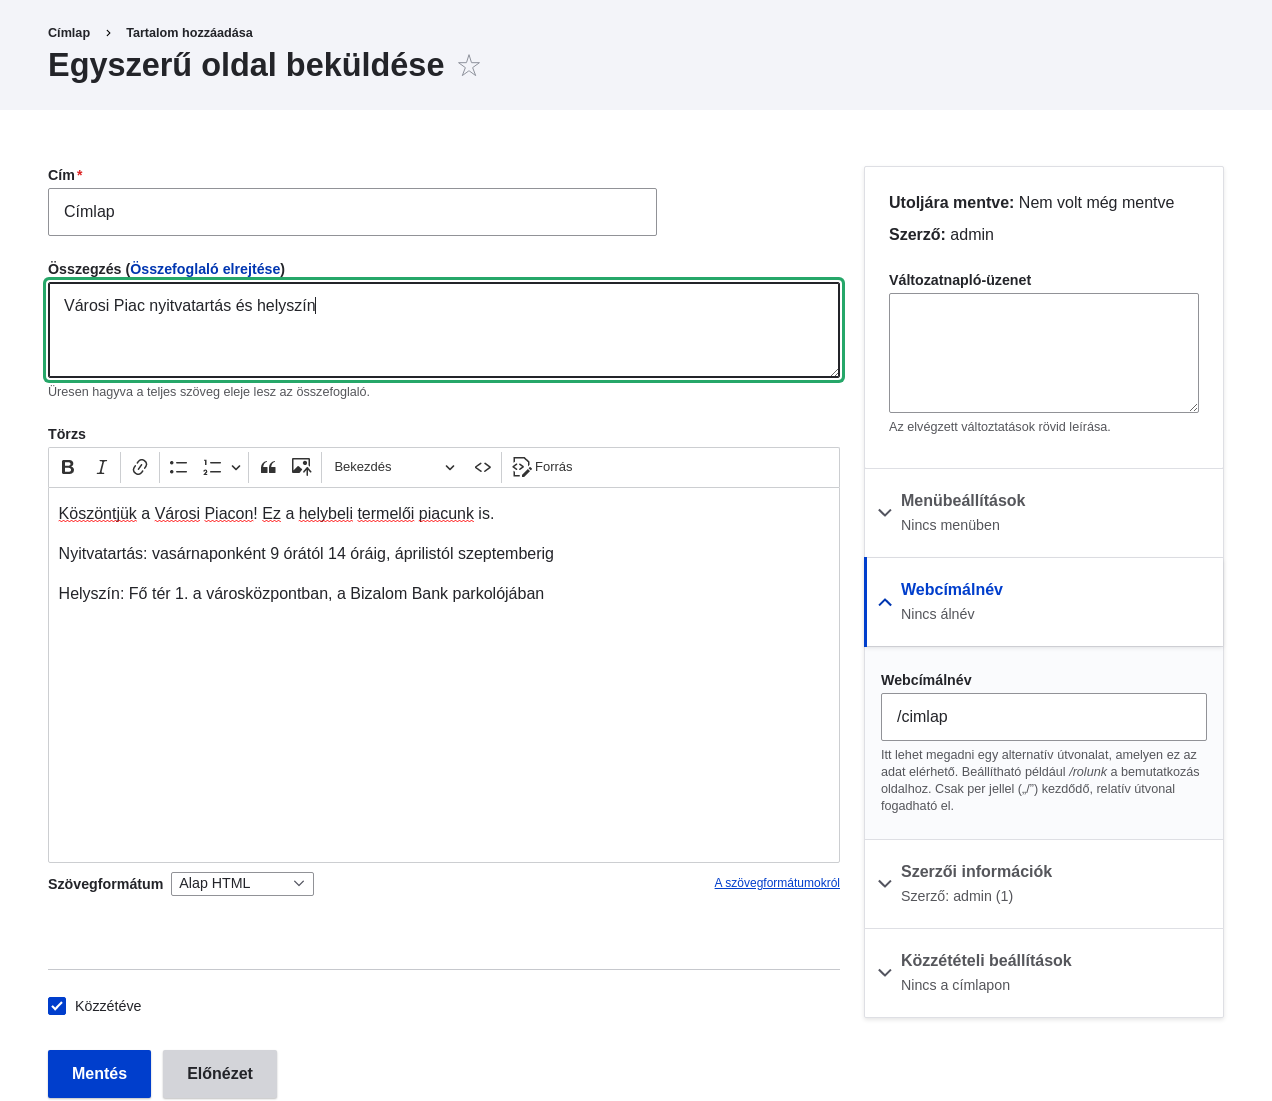 Címlap › Tartalom hozzáadása
Egyszerű oldal beküldése
Cím*
Címlap
Összegzés (Összefoglaló elrejtése)
Városi Piac nyitvatartás és helyszín
Üresen hagyva a teljes szöveg eleje lesz az összefoglaló.
Törzs
B I Bekezdés Forrás
Köszöntjük a Városi Piacon! Ez a helybeli termelői piacunk is.
Nyitvatartás: vasárnaponként 9 órától 14 óráig, áprilistól szeptemberig
Helyszín: Fő tér 1. a városközpontban, a Bizalom Bank parkolójában
Szövegformátum Alap HTML A szövegformátumokról
Közzétéve
Mentés Előnézet
Utoljára mentve: Nem volt még mentve
Szerző: admin
Változatnapló-üzenet
Az elvégzett változtatások rövid leírása.
Menübeállítások
Nincs menüben
Webcímálnév
Nincs álnév
Webcímálnév
/cimlap
Itt lehet megadni egy alternatív útvonalat, amelyen ez az
adat elérhető. Beállítható például /rolunk a bemutatkozás
oldalhoz. Csak per jellel („/”) kezdődő, relatív útvonal
fogadható el.
Szerzői információk
Szerző: admin (1)
Közzétételi beállítások
Nincs a címlapon